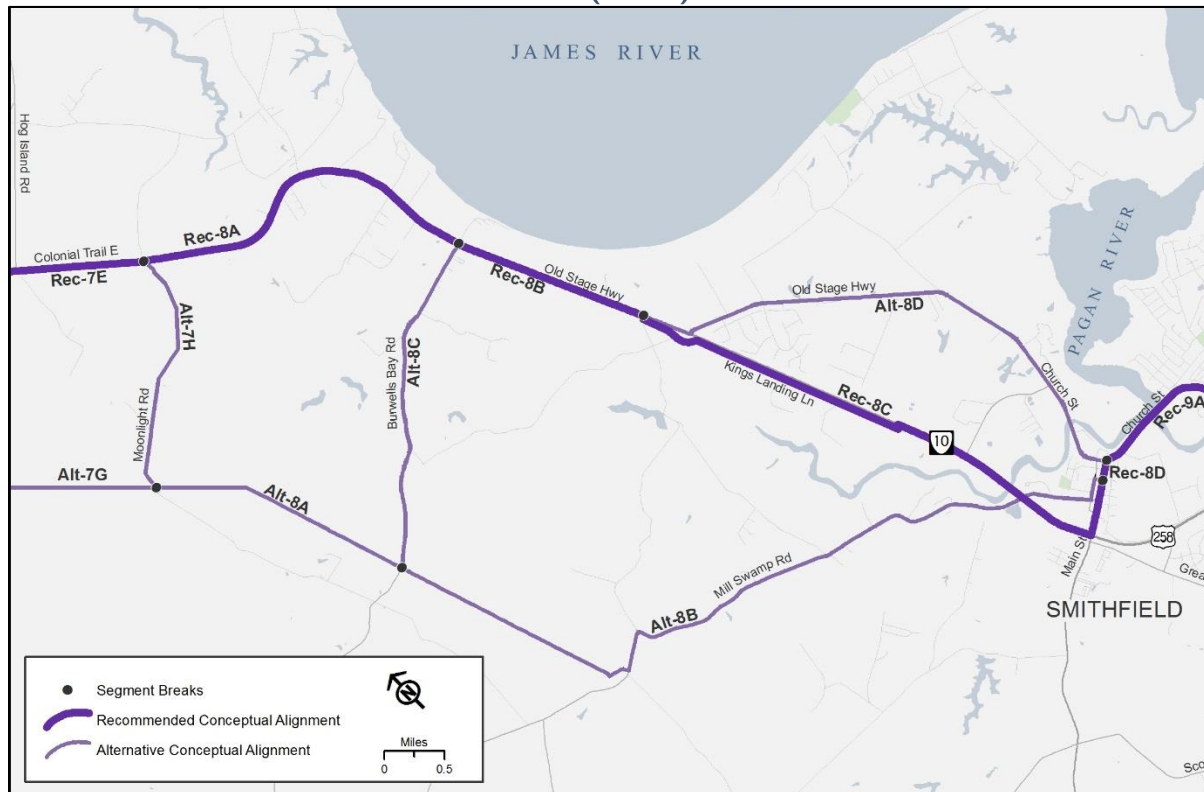 JAMES RIVER
Hog Island Rd
Rec-8A
Colonial Trail E
Rec-7E
Alt-7H
Moonlight Rd
Alt-7G
Alt-8A
Burwells Bay Rd
Alt-8C
Rec-8B
Old Stage Hwy
Old Stage Hwy
Alt-8D
PAGAN RIVER
Kings Landing Ln
Rec-8C
10
Church St
Church St
Rec-9A
Rec-8D
258
Main St
Mill Swamp Rd
Alt-8B
SMITHFIELD
Segment Breaks
Recommended Conceptual Alignment
Alternative Conceptual Alignment
N
Miles
0 0.5